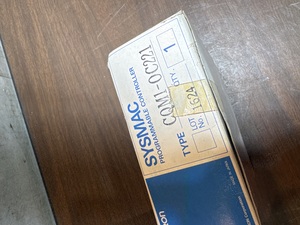 SYSMAC
PROGRAMMABLE CONTROLLER
TYPE CQM1-OC221
LOT No. 1624 QTY. 1